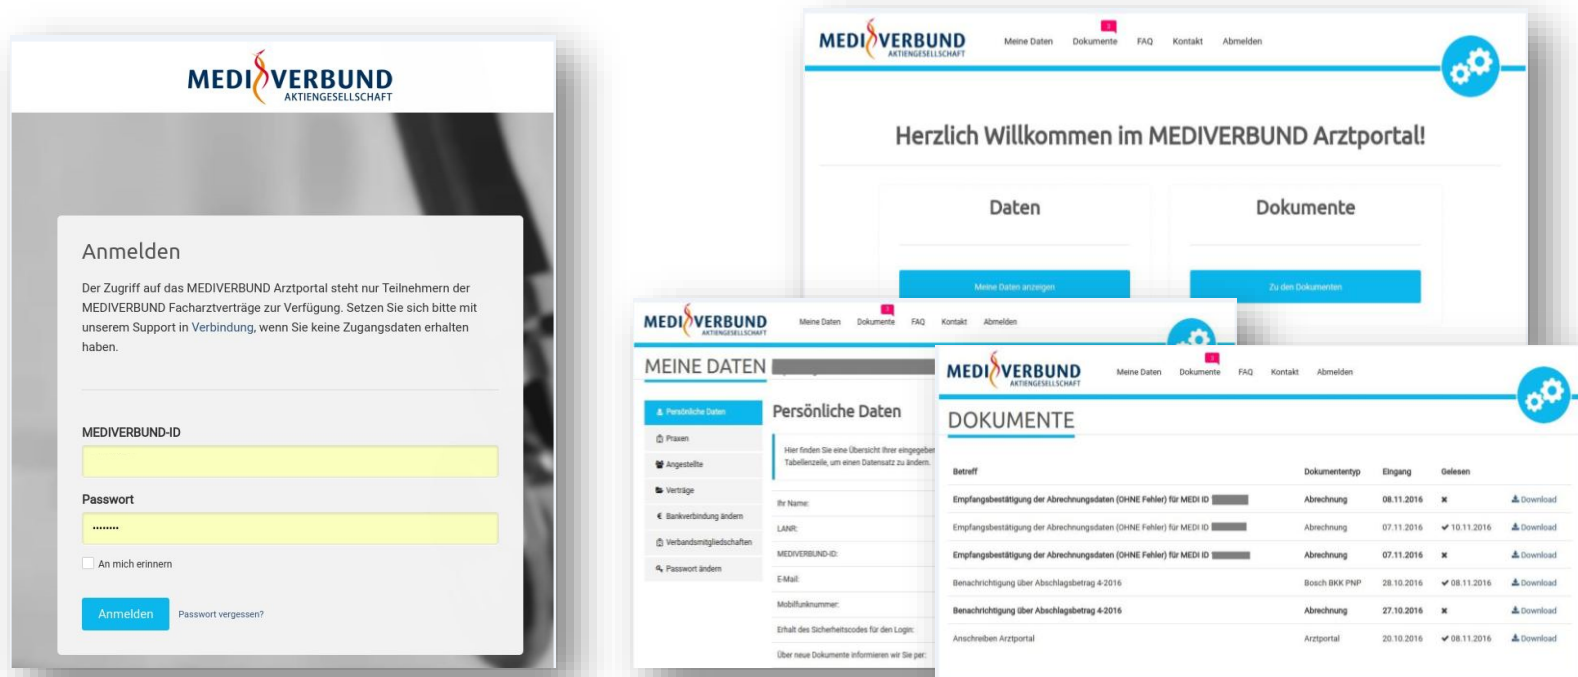 MEDIVERBUND
AKTIENGESELLSCHAFT
Anmelden
Der Zugriff auf das MEDIVERBUND Arztportal steht nur Teilnehmern der
MEDIVERBUND Facharztverträge zur Verfügung. Setzen Sie sich bitte mit
unserem Support in Verbindung, wenn Sie keine Zugangsdaten erhalten
haben.
MEDIVERBUND-ID
Passwort
••••••••
An mich erinnern
Anmelden Passwort vergessen?
MEDIVERBUND
AKTIENGESELLSCHAFT
Meine Daten Dokumente 3 FAQ Kontakt Abmelden
Herzlich Willkommen im MEDIVERBUND Arztportal!
Daten
Meine Daten anzeigen
Dokumente
Zu den Dokumenten
MEDIVERBUND
AKTIENGESELLSCHAFT
Meine Daten Dokumente 3 FAQ Kontakt Abmelden
MEINE DATEN
Persönliche Daten
Praxen
Angestellte
Verträge
€ Bankverbindung ändern
Verbandsmitgliedschaften
Passwort ändern
Persönliche Daten
Hier finden Sie eine Übersicht Ihrer eingegeben
Tabellenzeile, um einen Datensatz zu ändern.
Ihr Name:
LANR:
MEDIVERBUND-ID:
E-Mail:
Mobilfunknummer:
Erhalt des Sicherheitscodes für den Login:
Über neue Dokumente informieren wir Sie per:
MEDIVERBUND
AKTIENGESELLSCHAFT
Meine Daten Dokumente 3 FAQ Kontakt Abmelden
DOKUMENTE
Betreff Dokumententyp Eingang Gelesen
Empfangsbestätigung der Abrechnungsdaten (OHNE Fehler) für MEDI ID Abrechnung 08.11.2016 ✖ Download
Empfangsbestätigung der Abrechnungsdaten (OHNE Fehler) für MEDI ID Abrechnung 07.11.2016 ✔ 10.11.2016 Download
Empfangsbestätigung der Abrechnungsdaten (OHNE Fehler) für MEDI ID Abrechnung 07.11.2016 ✖ Download
Benachrichtigung über Abschlagsbetrag 4-2016 Bosch BKK PNP 28.10.2016 ✔ 08.11.2016 Download
Benachrichtigung über Abschlagsbetrag 4-2016 Abrechnung 27.10.2016 ✖ Download
Anschreiben Arztportal Arztportal 20.10.2016 ✔ 08.11.2016 Download